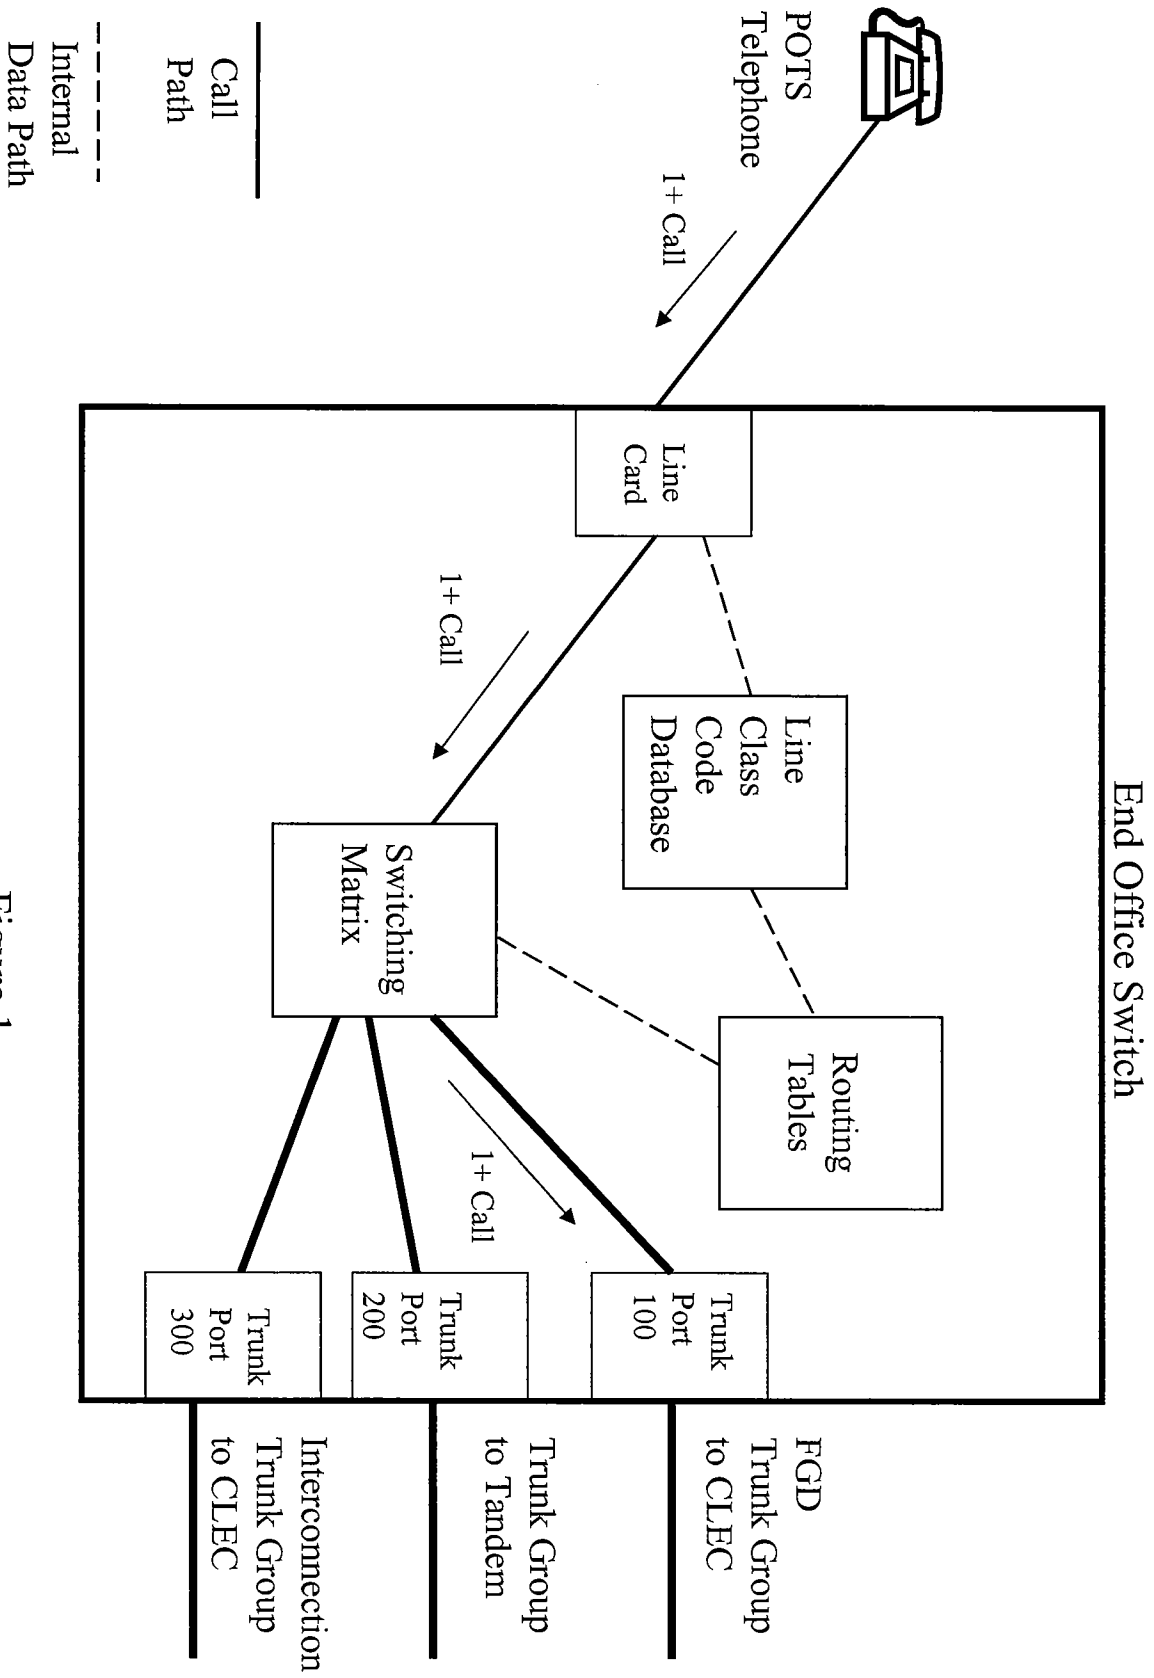 End Office Switch
POTS
Telephone
1+ Call
Line
Card
Line
Class
Code
Database
Routing
Tables
1+ Call
Switching
Matrix
1+ Call
Trunk
Port
100
Trunk
Port
200
Trunk
Port
300
FGD
Trunk Group
to CLEC
Trunk Group
to Tandem
Interconnection
Trunk Group
to CLEC
Call
Path
Internal
Data Path
Figure 1